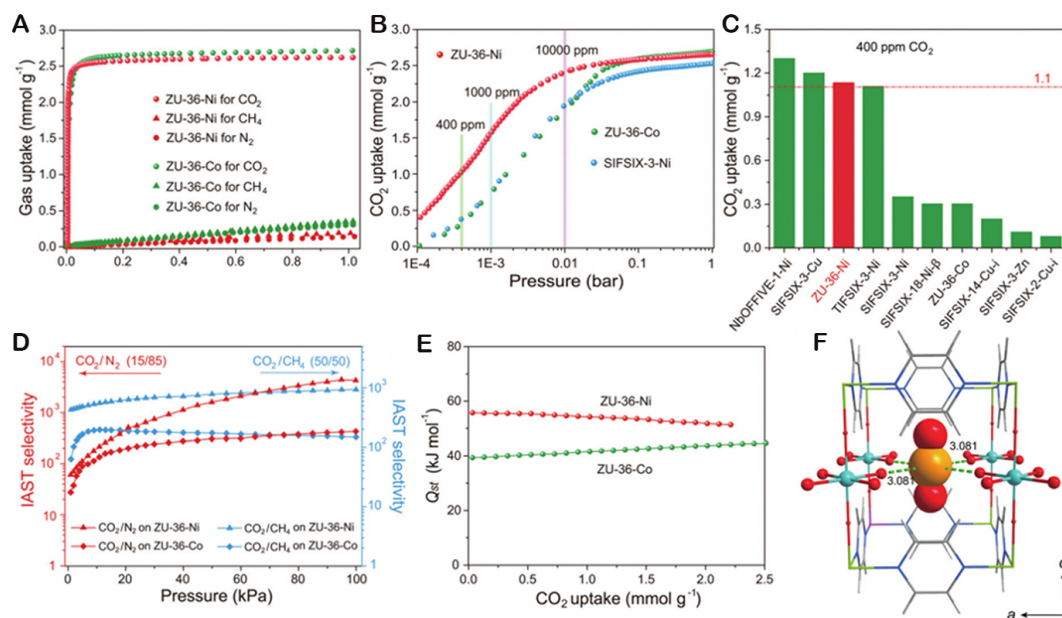 A
Gas uptake (mmol g⁻¹)
3.0
2.5
2.0
1.5
1.0
0.5
0.0
ZU-36-Ni for CO₂
ZU-36-Ni for CH₄
ZU-36-Ni for N₂
ZU-36-Co for CO₂
ZU-36-Co for CH₄
ZU-36-Co for N₂
0.0 0.2 0.4 0.6 0.8 1.0
B
CO₂ uptake (mmol g⁻¹)
3.0
2.5
2.0
1.5
1.0
0.5
0.0
ZU-36-Ni
10000 ppm
1000 ppm
400 ppm
ZU-36-Co
SIFSIX-3-Ni
1E-4 1E-3 0.01 0.1 1
Pressure (bar)
C
CO₂ uptake (mmol g⁻¹)
1.5
1.2
0.9
0.6
0.3
0.0
400 ppm CO₂
1.1
NbOFFIVE-1-Ni
SIFSIX-3-Cu
ZU-36-Ni
TIFSIX-3-Ni
SIFSIX-3-Ni
SIFSIX-18-Ni-β
ZU-36-Co
SIFSIX-14-Cu-i
SIFSIX-3-Zn
SIFSIX-2-Cu-i
D
IAST selectivity
10⁴
10³
10³
10²
10¹
1
CO₂/N₂ (15/85)
CO₂/CH₄ (50/50)
CO₂/N₂ on ZU-36-Ni
CO₂/N₂ on ZU-36-Co
CO₂/CH₄ on ZU-36-Ni
CO₂/CH₄ on ZU-36-Co
10³
10²
10¹
1
IAST selectivity
0 20 40 60 80 100
Pressure (kPa)
E
Qst (kJ mol⁻¹)
80
60
40
20
0
ZU-36-Ni
ZU-36-Co
0.0 0.5 1.0 1.5 2.0 2.5
CO₂ uptake (mmol g⁻¹)
F
3.081
3.081
a